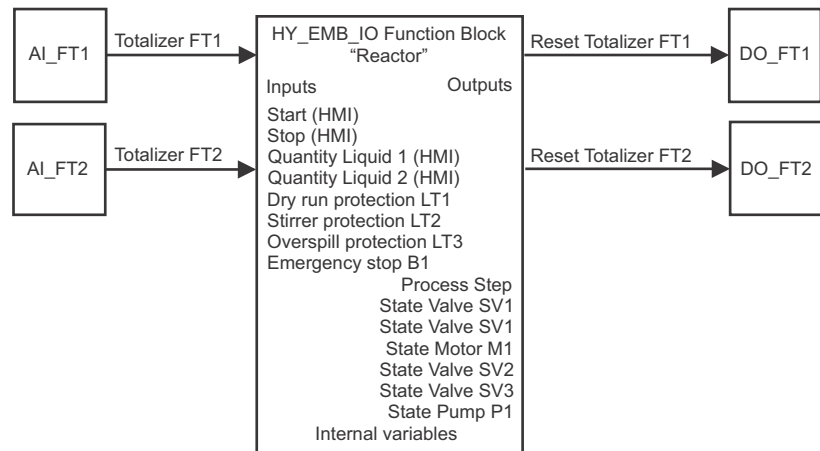 HY_EMB_IO Function Block
“Reactor”
AI_FT1
Totalizer FT1
Reset Totalizer FT1
DO_FT1
Inputs
Outputs
Start (HMI)
Stop (HMI)
AI_FT2
Totalizer FT2
Reset Totalizer FT2
DO_FT2
Quantity Liquid 1 (HMI)
Quantity Liquid 2 (HMI)
Dry run protection LT1
Stirrer protection LT2
Overspill protection LT3
Emergency stop B1
Process Step
State Valve SV1
State Valve SV1
State Motor M1
State Valve SV2
State Valve SV3
State Pump P1
Internal variables